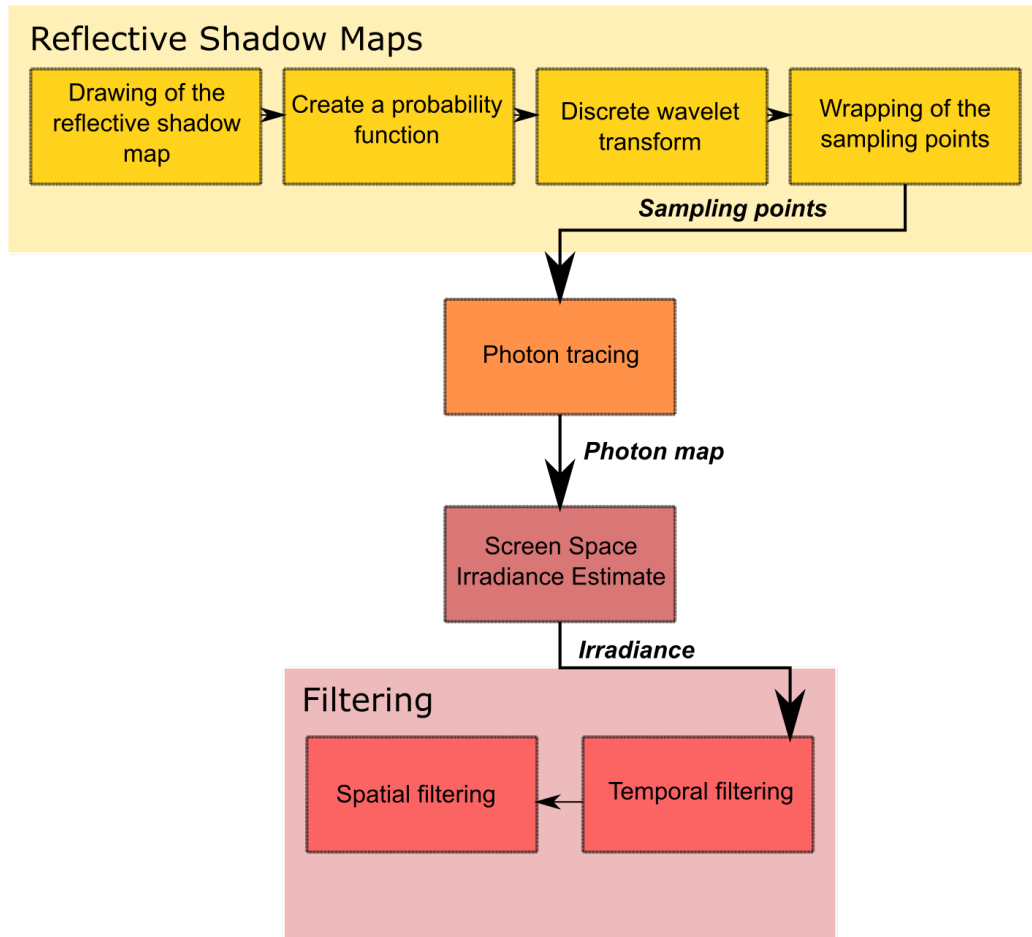 Reflective Shadow Maps
Drawing of the
reflective shadow
map
Create a probability
function
Discrete wavelet
transform
Wrapping of the
sampling points
Sampling points
Photon tracing
Photon map
Screen Space
Irradiance Estimate
Irradiance
Filtering
Spatial filtering
Temporal filtering